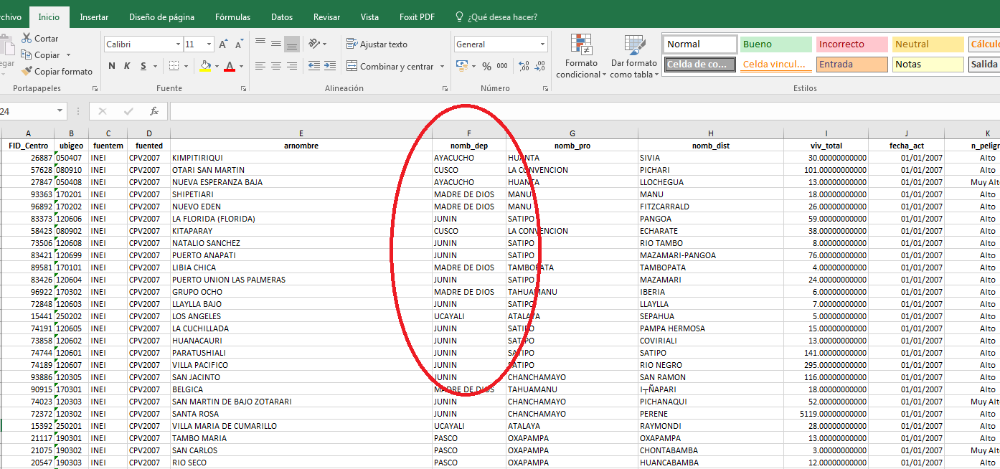 rchivo Inicio Insertar Diseño de página Fórmulas Datos Revisar Vista Foxit PDF ¿Qué desea hacer?
Cortar Calibri 11 A A Ajustar texto General Normal Bueno Incorrecto Neutral Cálculo
Copiar
egar Copiar formato N K S A Combinar y centrar % 000 Formato condicional Dar formato como tabla Celda de co... Celda vincul... Entrada Notas Salida
Portapapeles Fuente Alineación Número Estilos
24 fx
A B C D E F G H I J K
FID_Centro ubigeo fuentem fuented arnombre nomb_dep nomb_pro nomb_dist viv_total fecha_act n_peligr
26887 050407 INEI CPV2007 KIMPITIRIQUI AYACUCHO HUANTA SIVIA 30.00000000000 01/01/2007 Alto
57628 080910 INEI CPV2007 OTARI SAN MARTIN CUSCO LA CONVENCION PICHARI 101.00000000000 01/01/2007 Alto
27847 050408 INEI CPV2007 NUEVA ESPERANZA BAJA AYACUCHO HUANTA LLOCHEGUA 13.00000000000 01/01/2007 Muy Alt
93363 170201 INEI CPV2007 SHIPETIARI MADRE DE DIOS MANU MANU 18.00000000000 01/01/2007 Alto
96892 170202 INEI CPV2007 NUEVO EDEN MADRE DE DIOS MANU FITZCARRALD 26.00000000000 01/01/2007 Alto
83373 120606 INEI CPV2007 LA FLORIDA (FLORIDA) JUNIN SATIPO PANGOA 59.00000000000 01/01/2007 Alto
58423 080902 INEI CPV2007 KITAPARAY CUSCO LA CONVENCION ECHARATE 38.00000000000 01/01/2007 Alto
73506 120608 INEI CPV2007 NATALIO SANCHEZ JUNIN SATIPO RIO TAMBO 8.00000000000 01/01/2007 Alto
83421 120699 INEI CPV2007 PUERTO ANAPATI JUNIN SATIPO MAZAMARI-PANGOA 76.00000000000 01/01/2007 Alto
89581 170101 INEI CPV2007 LIBIA CHICA MADRE DE DIOS TAMBOPATA TAMBOPATA 4.00000000000 01/01/2007 Alto
83426 120604 INEI CPV2007 PUERTO UNION LAS PALMERAS JUNIN SATIPO MAZAMARI 24.00000000000 01/01/2007 Alto
96922 170302 INEI CPV2007 GRUPO OCHO MADRE DE DIOS TAHUAMANU IBERIA 6.00000000000 01/01/2007 Alto
72848 120603 INEI CPV2007 LLAYLLA BAJO JUNIN SATIPO LLAYLLA 7.00000000000 01/01/2007 Alto
15441 250202 INEI CPV2007 LOS ANGELES UCAYALI ATALAYA SEPAHUA 5.00000000000 01/01/2007 Alto
74191 120605 INEI CPV2007 LA CUCHILLADA JUNIN SATIPO PAMPA HERMOSA 15.00000000000 01/01/2007 Alto
73858 120602 INEI CPV2007 HUANACAURI JUNIN SATIPO COVIRIALI 13.00000000000 01/01/2007 Alto
74744 120601 INEI CPV2007 PARATUSHIALI JUNIN SATIPO SATIPO 141.00000000000 01/01/2007 Alto
74189 120607 INEI CPV2007 VILLA PACIFICO JUNIN SATIPO RIO NEGRO 295.00000000000 01/01/2007 Alto
93886 120305 INEI CPV2007 SAN JACINTO JUNIN CHANCHAMAYO SAN RAMON 116.00000000000 01/01/2007 Alto
90915 170301 INEI CPV2007 BELGICA MADRE DE DIOS TAHUAMANU I┬ÑAPARI 18.00000000000 01/01/2007 Alto
74023 120303 INEI CPV2007 SAN MARTIN DE BAJO ZOTARARI JUNIN CHANCHAMAYO PICHANAQUI 52.00000000000 01/01/2007 Muy Alt
72372 120302 INEI CPV2007 SANTA ROSA JUNIN CHANCHAMAYO PERENE 5119.00000000000 01/01/2007 Alto
15392 250201 INEI CPV2007 VILLA MARIA DE CUMARILLO UCAYALI ATALAYA RAYMONDI 28.00000000000 01/01/2007 Alto
21117 190301 INEI CPV2007 TAMBO MARIA PASCO OXAPAMPA OXAPAMPA 13.00000000000 01/01/2007 Alto
21075 190302 INEI CPV2007 SAN CARLOS PASCO OXAPAMPA CHONTABAMBA 3.00000000000 01/01/2007 Muy Alt
20547 190303 INEI CPV2007 RIO SECO PASCO OXAPAMPA HUANCABAMBA 12.00000000000 01/01/2007 Alto